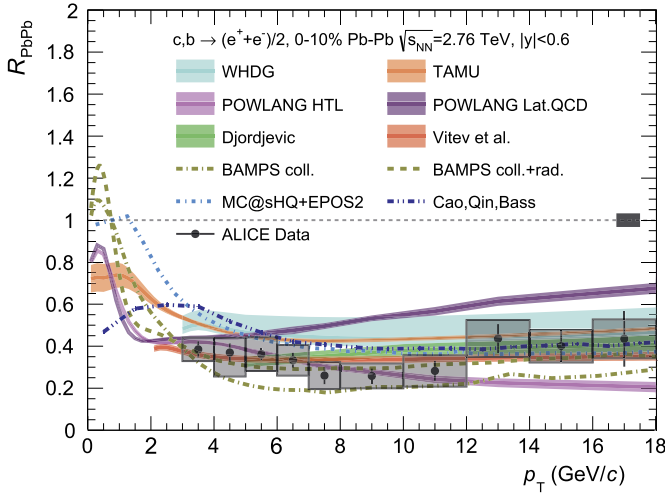 R_PbPb
c,b → (e⁺+e⁻)/2, 0-10% Pb-Pb √s_NN=2.76 TeV, |y|<0.6
WHDG TAMU
POWLANG HTL POWLANG Lat.QCD
Djordjevic Vitev et al.
BAMPS coll. BAMPS coll.+rad.
MC@sHQ+EPOS2 Cao,Qin,Bass
ALICE Data
2
1.8
1.6
1.4
1.2
1
0.8
0.6
0.4
0.2
0
0 2 4 6 8 10 12 14 16 18
p_T (GeV/c)